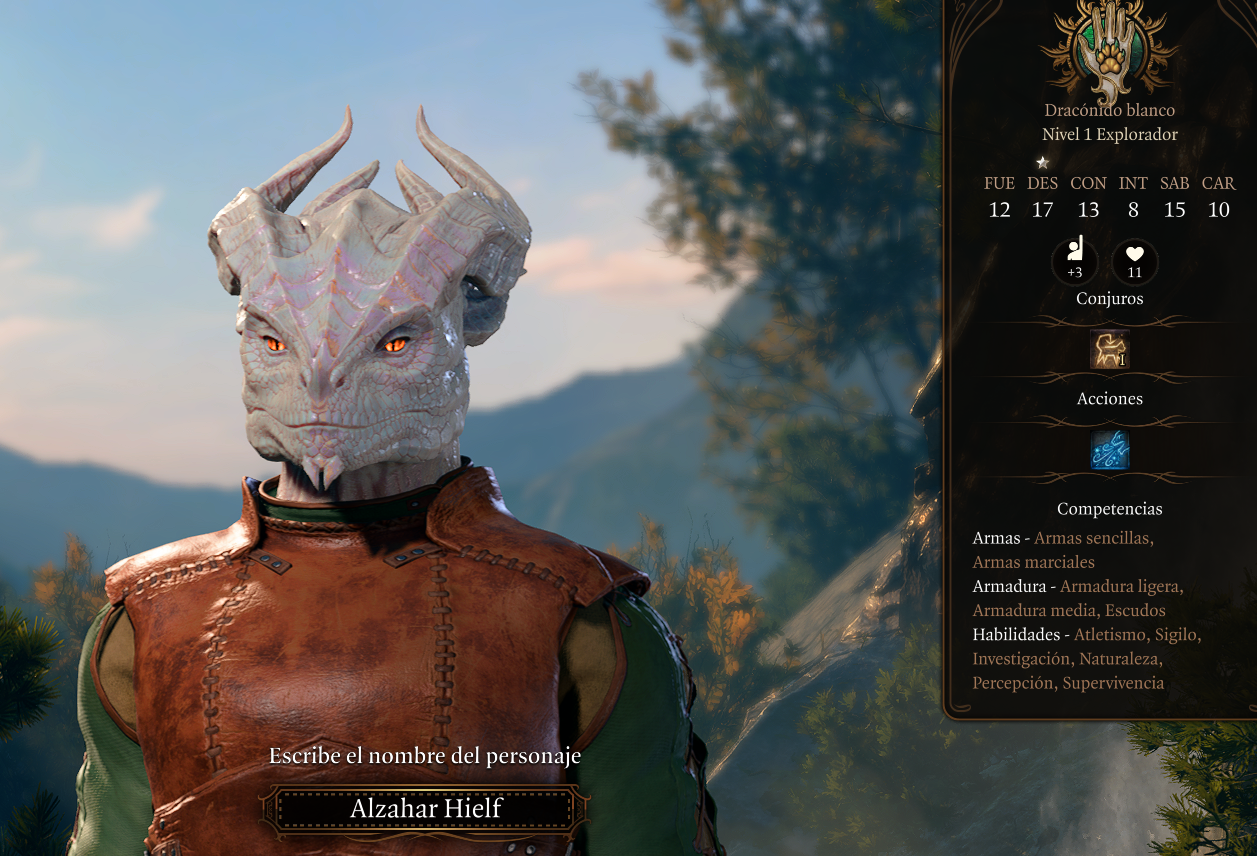 Dracónido blanco
Nivel 1 Explorador
FUE DES CON INT SAB CAR
12 17 13 8 15 10
+3 11
Conjuros
I
Acciones
Competencias
Armas - Armas sencillas,
Armas marciales
Armadura - Armadura ligera,
Armadura media, Escudos
Habilidades - Atletismo, Sigilo,
Investigación, Naturaleza,
Percepción, Supervivencia
Escribe el nombre del personaje
Alzahar Hielf